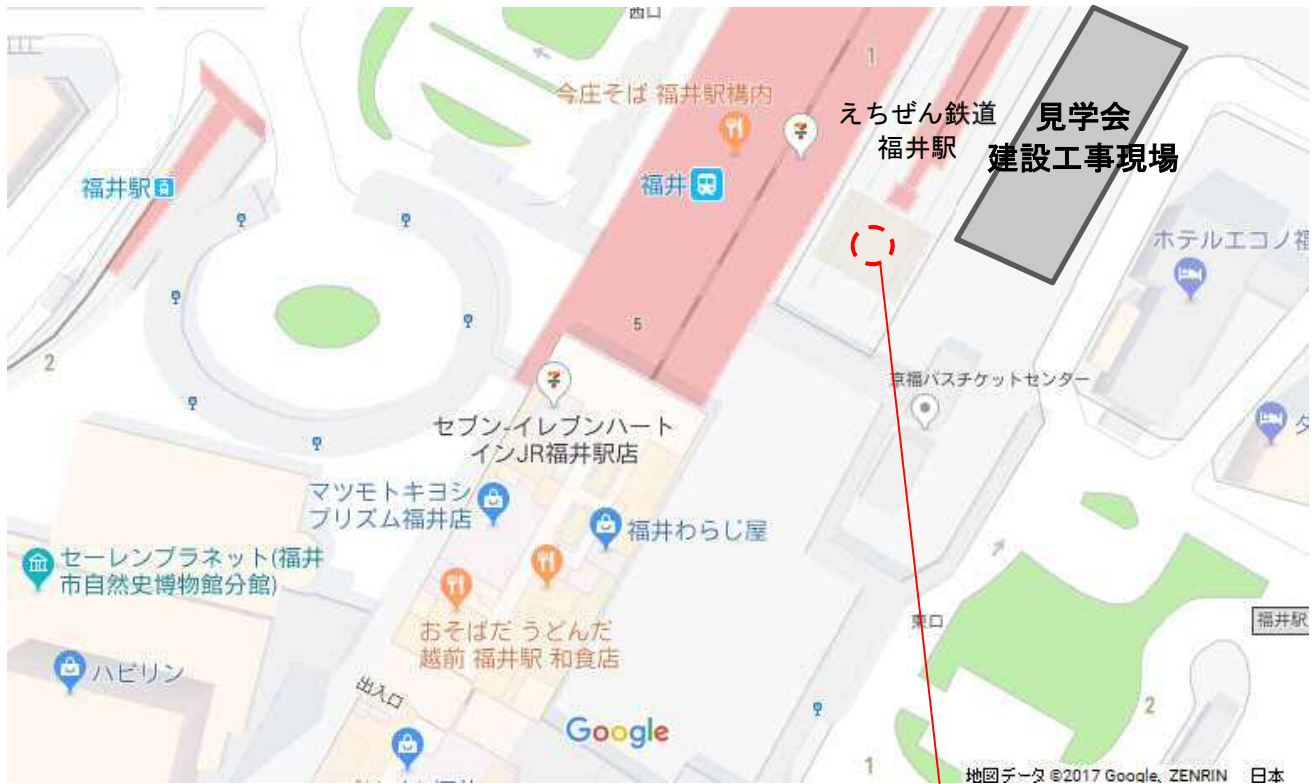 西口
今庄そば 福井駅構内
1
えちぜん鉄道
福井駅
見学会
建設工事現場
福井駅
福井
ホテルエコノ福
5
2
京福バスチケットセンター
セブン-イレブンハート
インJR福井駅店
マツモトキヨシ
プリズム福井店
福井わらじ屋
セーレンプラネット(福井
市自然史博物館分館)
おそばだ うどんだ
越前 福井駅 和食店
東口
福井駅
ハピリン
出入口
2
Google
1
地図データ ©2017 Google, ZENRIN 日本